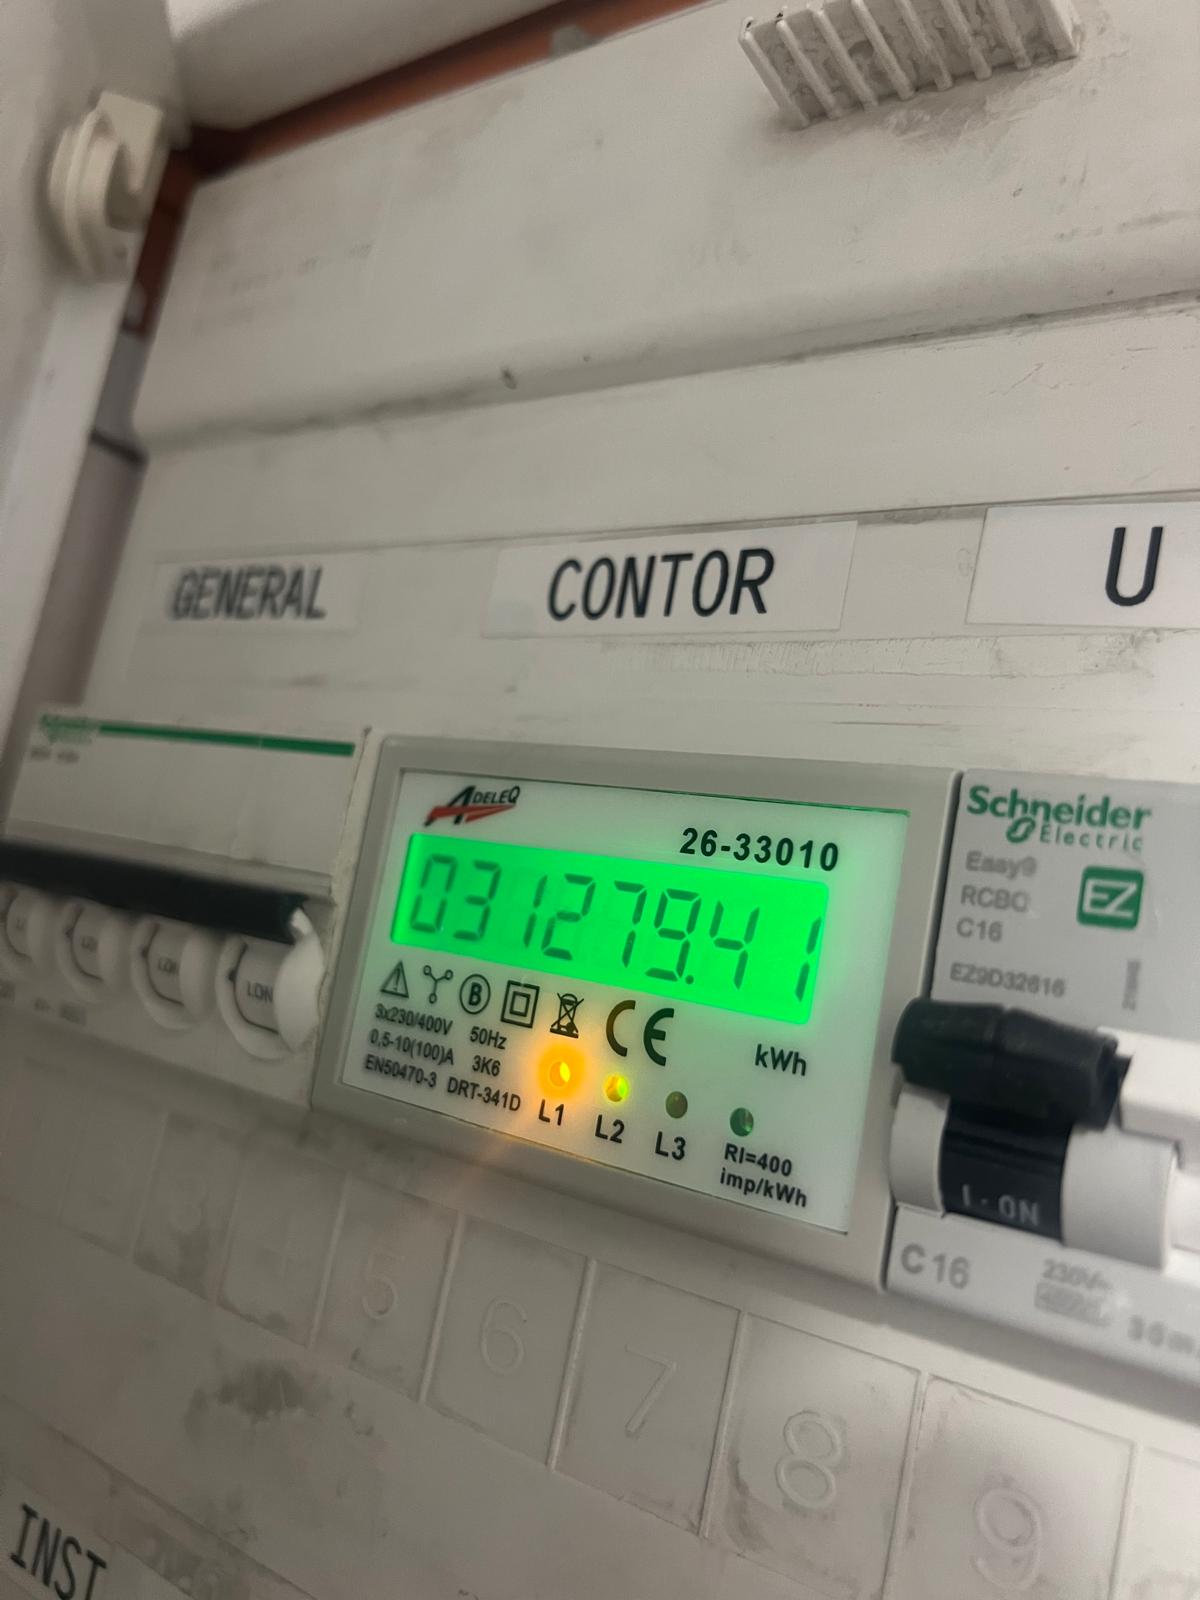 GENERAL
CONTOR
U
ADELEQ
26-33010
031279.41
kWh
3x230/400V 50Hz
0,5-10(100)A 3K6
EN50470-3 DRT-341D
B
CE
L1 L2 L3
RI=400
imp/kWh
Schneider
Electric
Easy9
RCBO
C16
EZ
EZ9D32616
I - ON
C16
230V~
5
6
7
8
9
INST